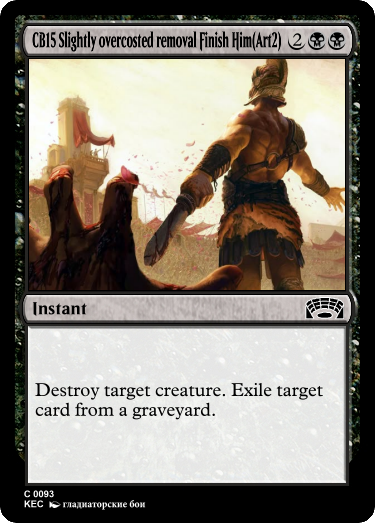 CB15 Slightly overcosted removal Finish Him(Art2) 2
Instant
Destroy target creature. Exile target
card from a graveyard.
C 0093
KEC гладиаторские бои